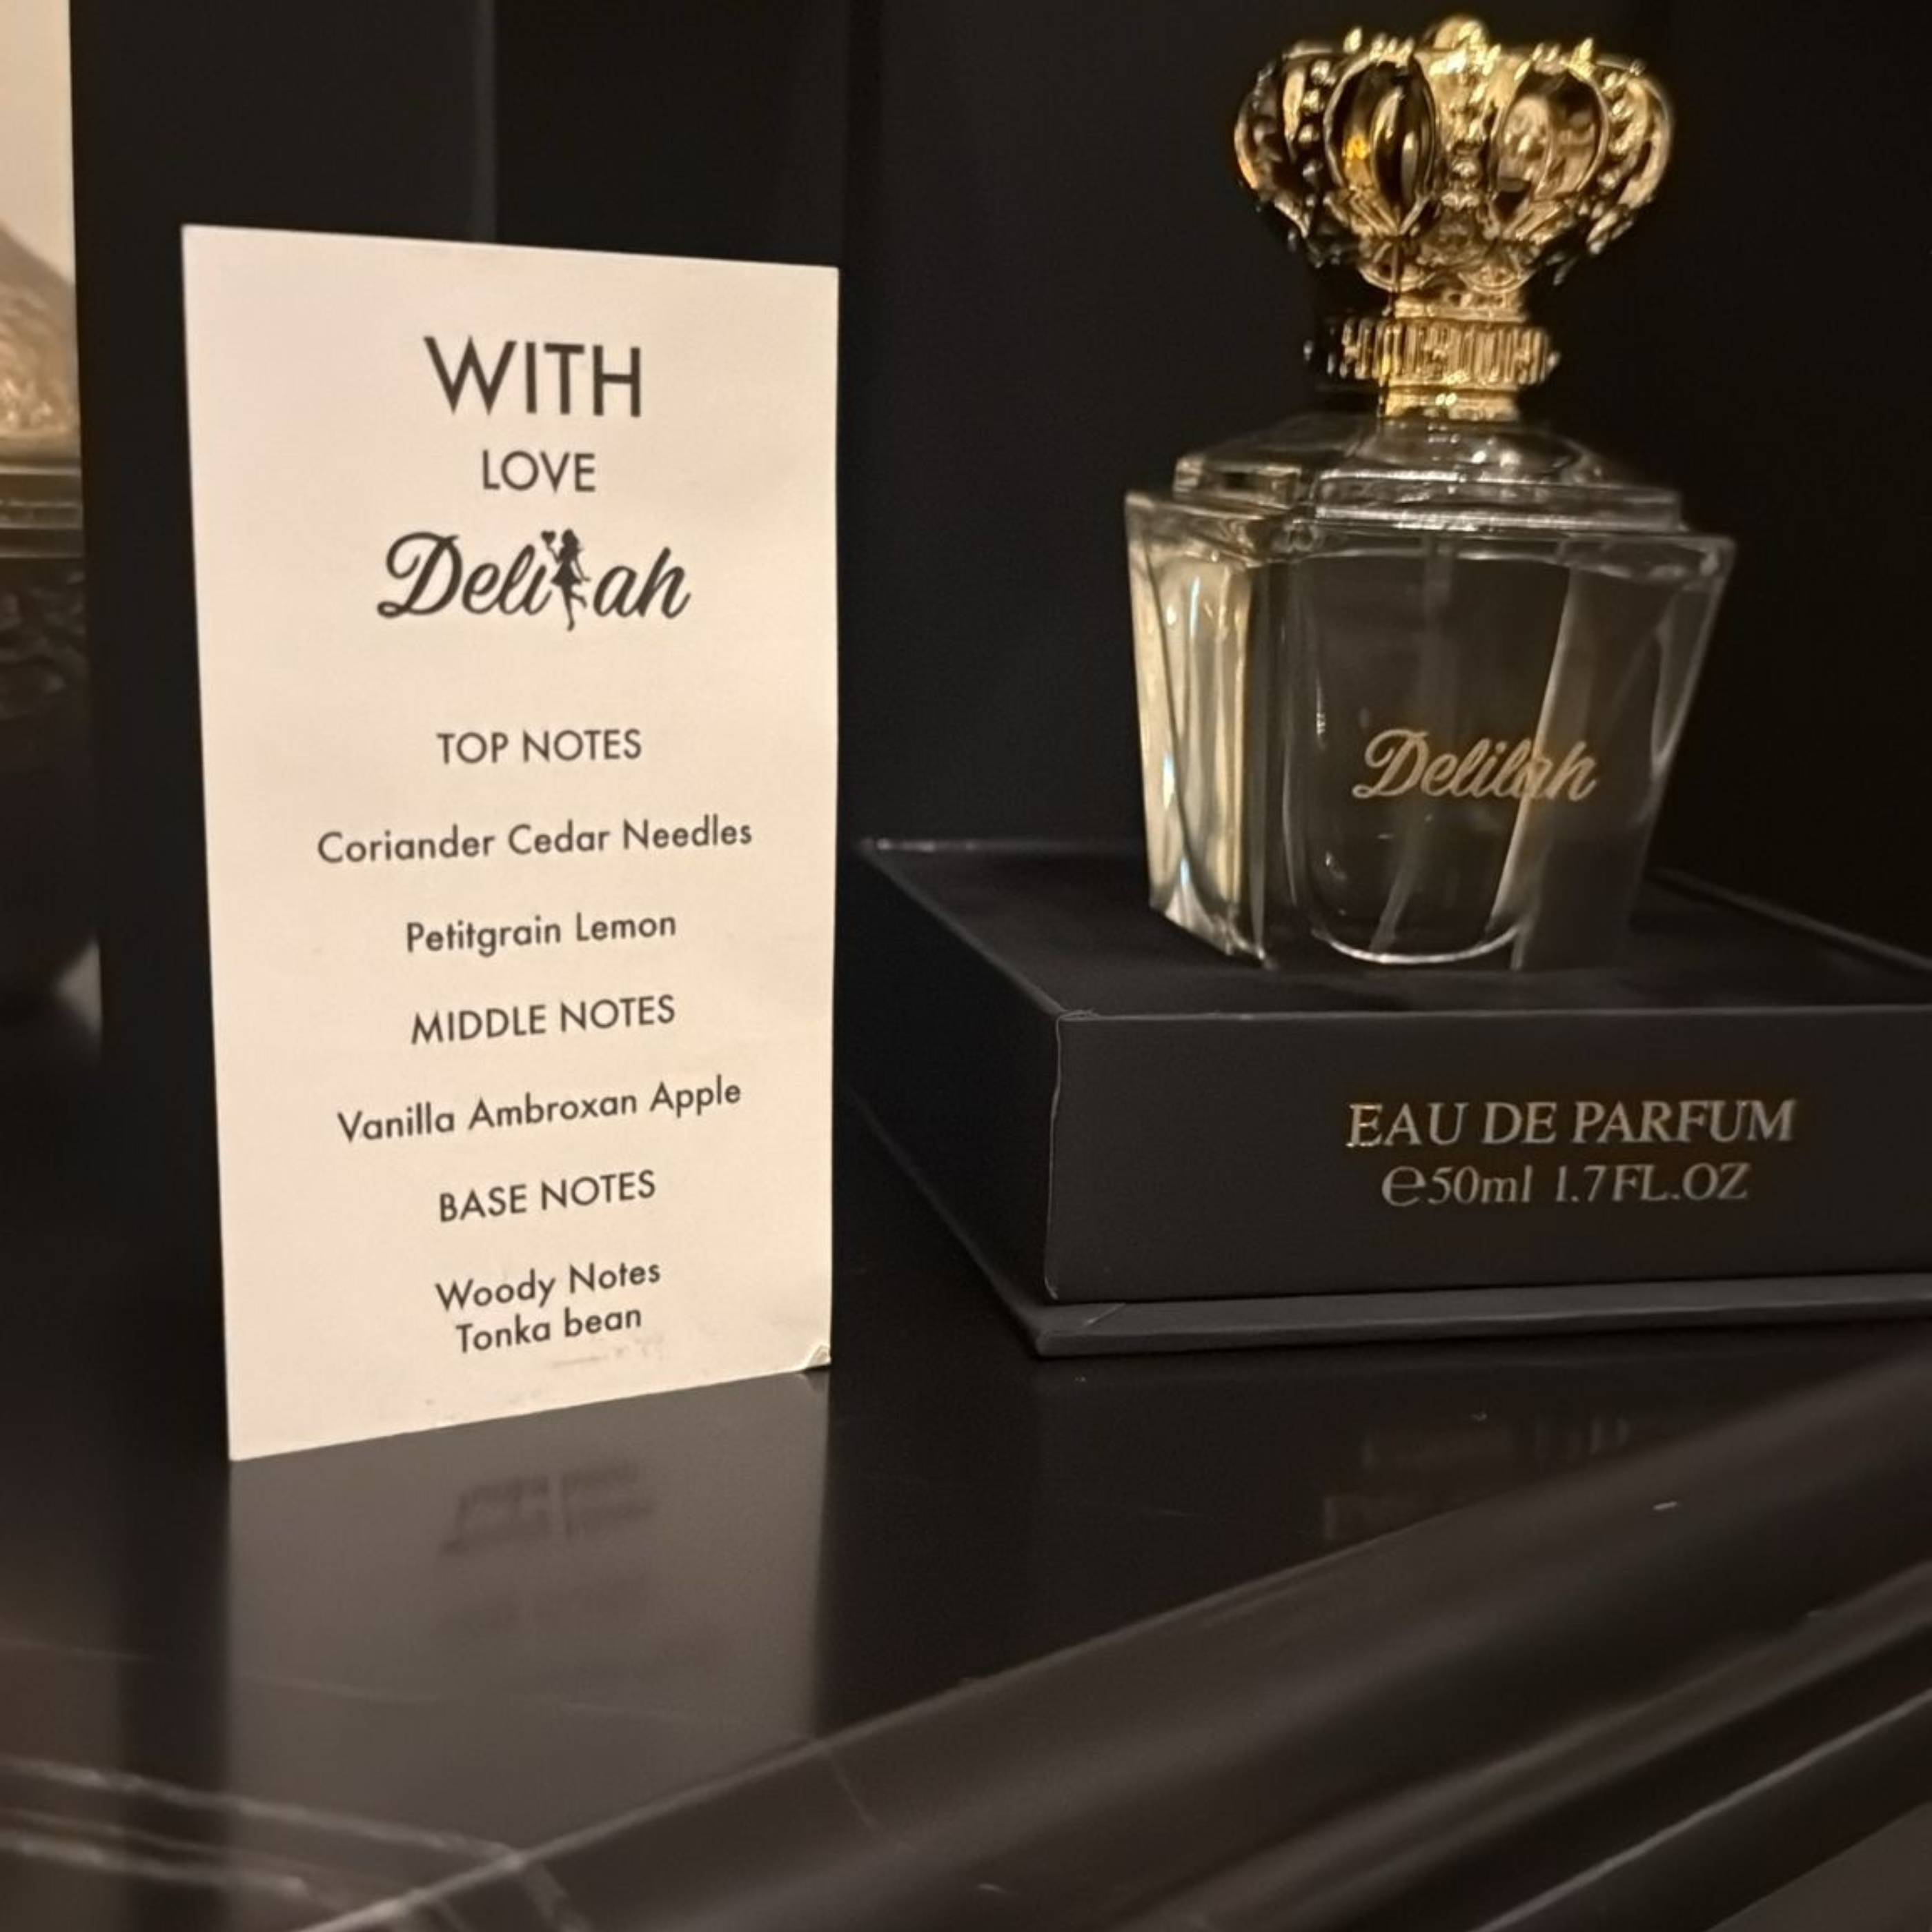 WITH
LOVE
Delilah
TOP NOTES
Coriander Cedar Needles
Petitgrain Lemon
MIDDLE NOTES
Vanilla Ambroxan Apple
BASE NOTES
Woody Notes
Tonka bean
Delilah
EAU DE PARFUM
℮50ml 1.7FL.OZ